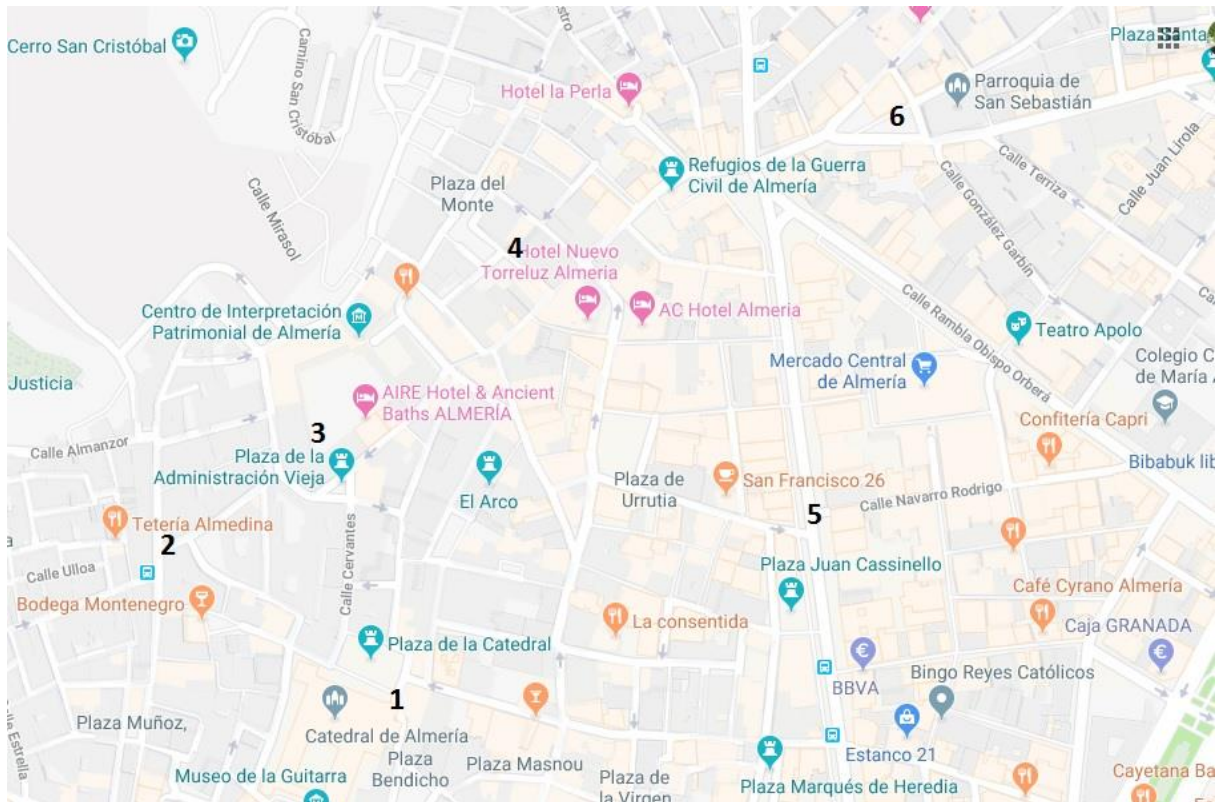 Cerro San Cristóbal
Camino San Cristóbal
Hotel la Perla
Plaza Santa
Parroquia de
San Sebastián
6
Refugios de la Guerra
Civil de Almería
Calle Terriza
Calle Juan Lirola
Calle González Garbín
Plaza del
Monte
Calle Mirasol
4
Hotel Nuevo
Torreluz Almeria
AC Hotel Almeria
Centro de Interpretación
Patrimonial de Almería
Calle Rambla Obispo Orberá
Teatro Apolo
Mercado Central
de Almería
Colegio C
de María
Justicia
AIRE Hotel & Ancient
Baths ALMERÍA
Confitería Capri
3
Calle Almanzor
Plaza de la
Administración Vieja
El Arco
Plaza de
Urrutia
San Francisco 26
Bibabuk lib
Calle Navarro Rodrigo
5
Tetería Almedina
2
Calle Ulloa
Calle Cervantes
Plaza Juan Cassinello
Café Cyrano Almería
Bodega Montenegro
La consentida
Caja GRANADA
Plaza de la Catedral
BBVA
Bingo Reyes Católicos
1
Calle Estrella
Plaza Muñoz,
Catedral de Almería
Plaza
Bendicho
Plaza Masnou
Estanco 21
Museo de la Guitarra
Plaza de
la Virgen
Plaza Marqués de Heredia
Cayetana Ba